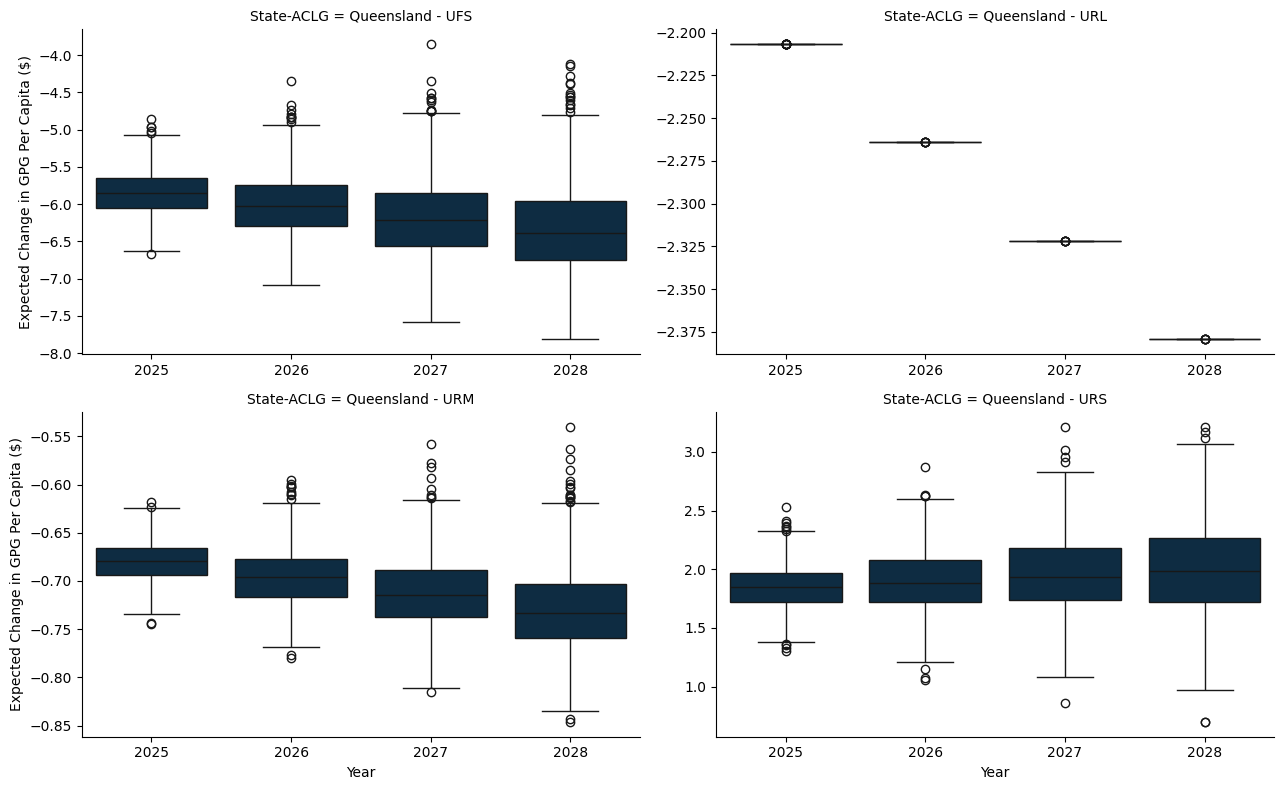 State-ACLG = Queensland - UFS
Expected Change in GPG Per Capita ($)
−4.0
−4.5
−5.0
−5.5
−6.0
−6.5
−7.0
−7.5
−8.0
2025 2026 2027 2028
State-ACLG = Queensland - URL
−2.200
−2.225
−2.250
−2.275
−2.300
−2.325
−2.350
−2.375
2025 2026 2027 2028
State-ACLG = Queensland - URM
Expected Change in GPG Per Capita ($)
−0.55
−0.60
−0.65
−0.70
−0.75
−0.80
−0.85
2025 2026 2027 2028
Year
State-ACLG = Queensland - URS
3.0
2.5
2.0
1.5
1.0
2025 2026 2027 2028
Year